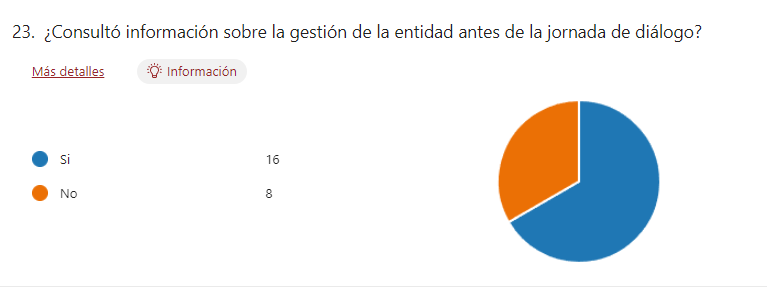 23. ¿Consultó información sobre la gestión de la entidad antes de la jornada de diálogo?
Más detalles Información
Si 16
No 8